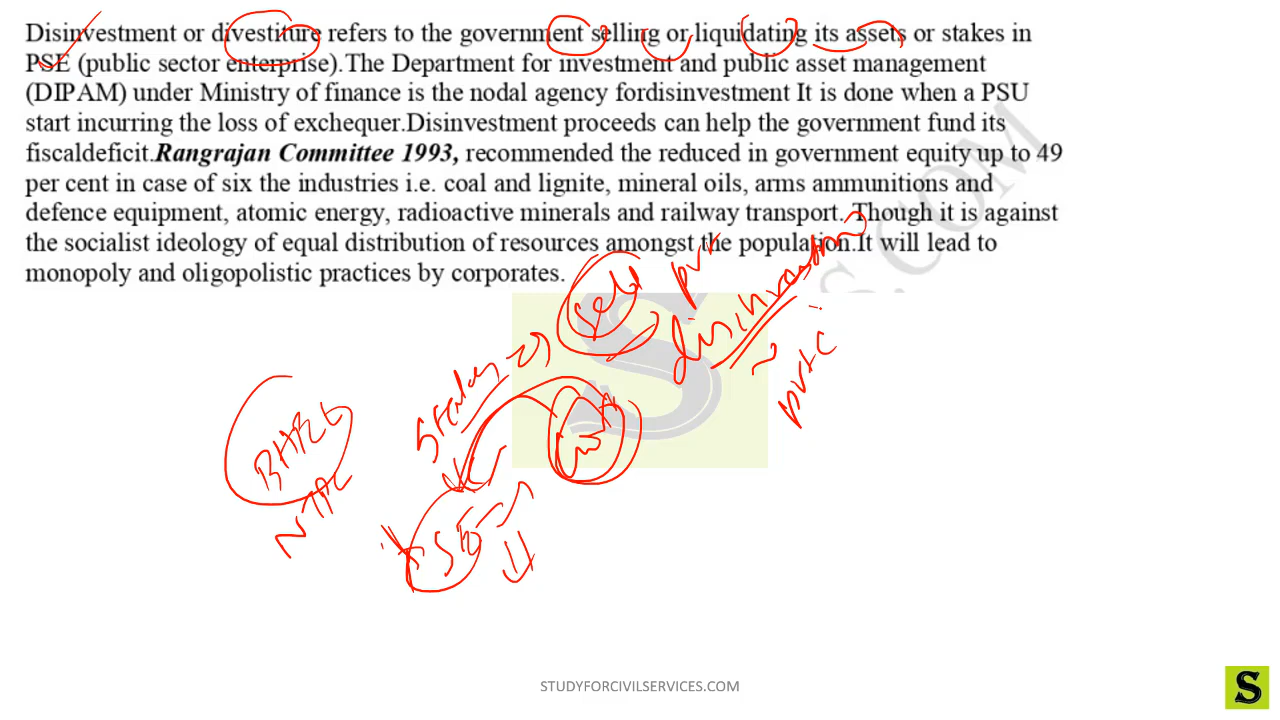 Disinvestment or divestiture refers to the government selling or liquidating its assets or stakes in
PSE (public sector enterprise).The Department for investment and public asset management
(DIPAM) under Ministry of finance is the nodal agency fordisinvestment It is done when a PSU
start incurring the loss of exchequer.Disinvestment proceeds can help the government fund its
fiscaldeficit.Rangrajan Committee 1993, recommended the reduced in government equity up to 49
per cent in case of six the industries i.e. coal and lignite, mineral oils, arms ammunitions and
defence equipment, atomic energy, radioactive minerals and railway transport. Though it is against
the socialist ideology of equal distribution of resources amongst the population.It will lead to
monopoly and oligopolistic practices by corporates.
.COM
Sell
disinvestm
Stakes
BHEL
NTPC
STUDYFORCIVILSERVICES.COM
S